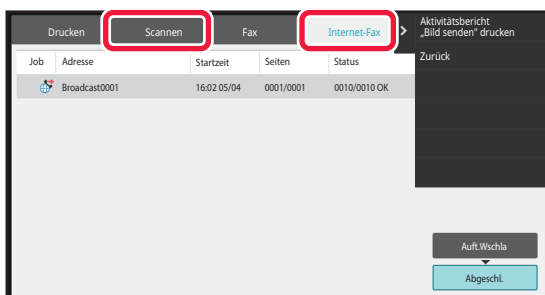 Drucken Scannen Fax Internet-Fax
Job Adresse Startzeit Seiten Status
Broadcast0001 16:02 05/04 0001/0001 0010/0010 OK
Aktivitätsbericht
„Bild senden" drucken
Zurück
Auft.Wschla
Abgeschl.